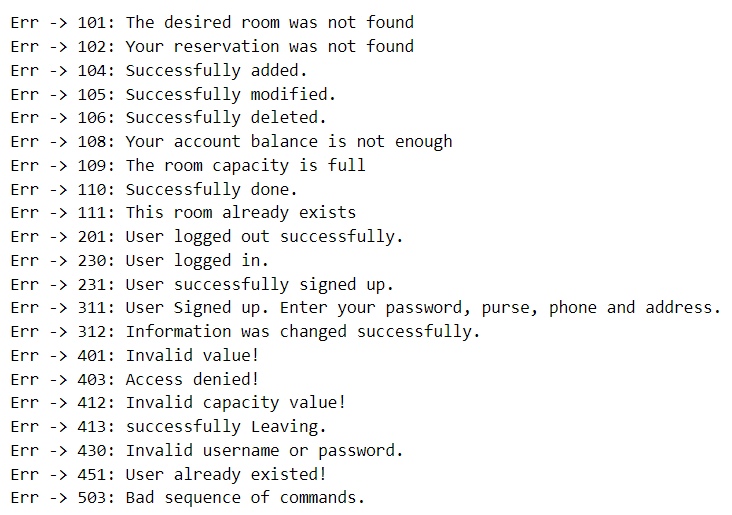 Err -> 101: The desired room was not found
Err -> 102: Your reservation was not found
Err -> 104: Successfully added.
Err -> 105: Successfully modified.
Err -> 106: Successfully deleted.
Err -> 108: Your account balance is not enough
Err -> 109: The room capacity is full
Err -> 110: Successfully done.
Err -> 111: This room already exists
Err -> 201: User logged out successfully.
Err -> 230: User logged in.
Err -> 231: User successfully signed up.
Err -> 311: User Signed up. Enter your password, purse, phone and address.
Err -> 312: Information was changed successfully.
Err -> 401: Invalid value!
Err -> 403: Access denied!
Err -> 412: Invalid capacity value!
Err -> 413: successfully Leaving.
Err -> 430: Invalid username or password.
Err -> 451: User already existed!
Err -> 503: Bad sequence of commands.